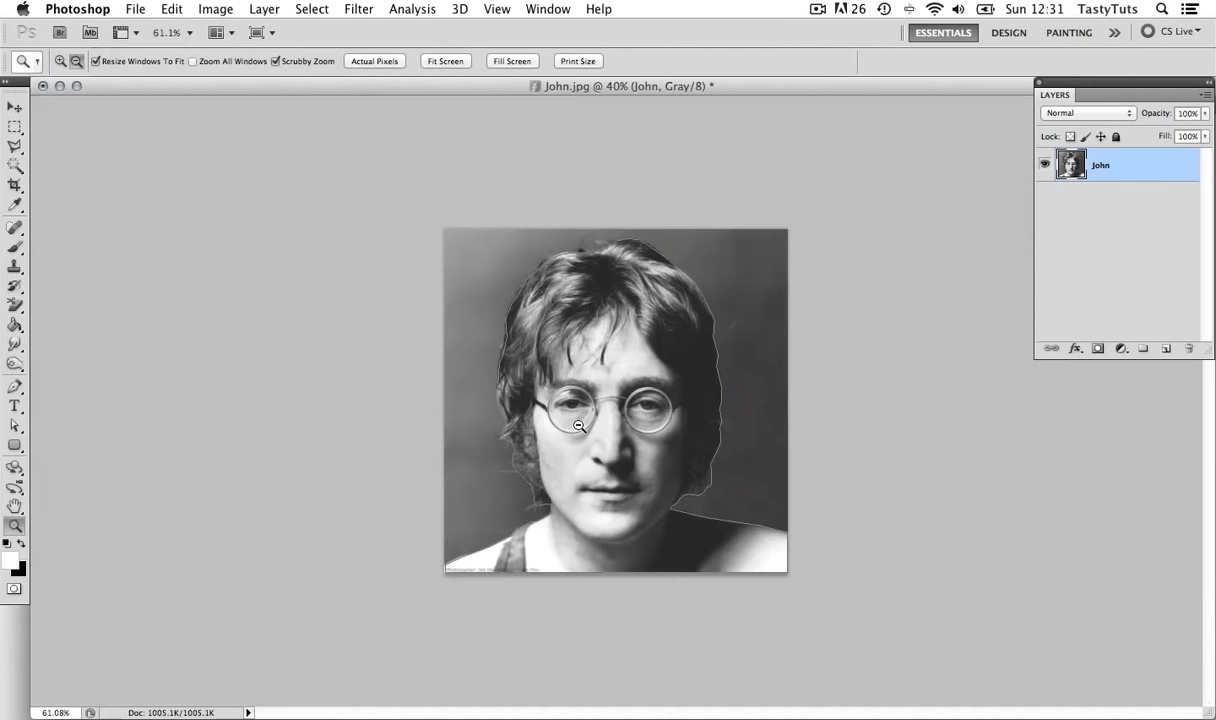 Photoshop File Edit Image Layer Select Filter Analysis 3D View Window Help 26 Sun 12:31 TastyTuts
Ps Br Mb 61.1% ESSENTIALS DESIGN PAINTING CS Live
Resize Windows To Fit Zoom All Windows Scrubby Zoom Actual Pixels Fit Screen Fill Screen Print Size
John.jpg @ 40% (John, Gray/8) *
LAYERS
Normal Opacity: 100%
Lock: Fill: 100%
John
61.08% Doc: 1005.1K/1005.1K